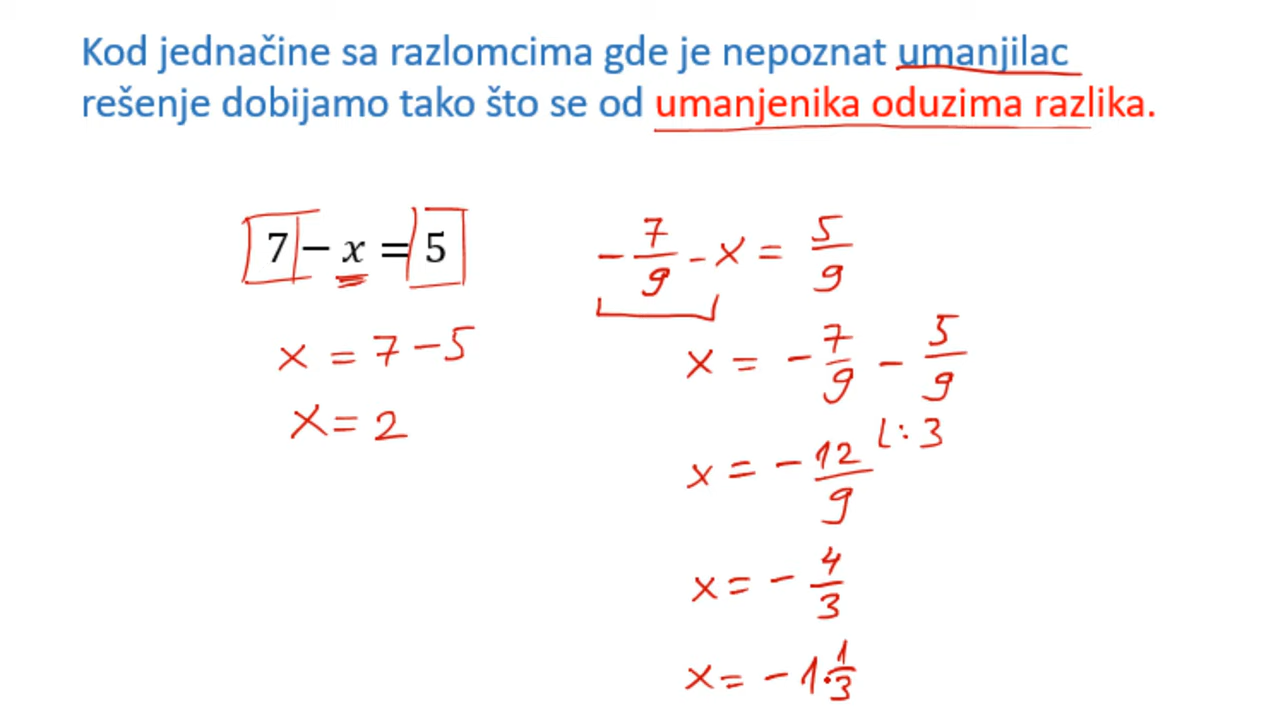 Kod jednačine sa razlomcima gde je nepoznat umanjilac
rešenje dobijamo tako što se od umanjenika oduzima razlika.
7 − x = 5
x = 7 - 5
x = 2
- 7/9 - x = 5/9
x = - 7/9 - 5/9
x = - 12/9 (: 3
x = - 4/3
x = - 1 1/3